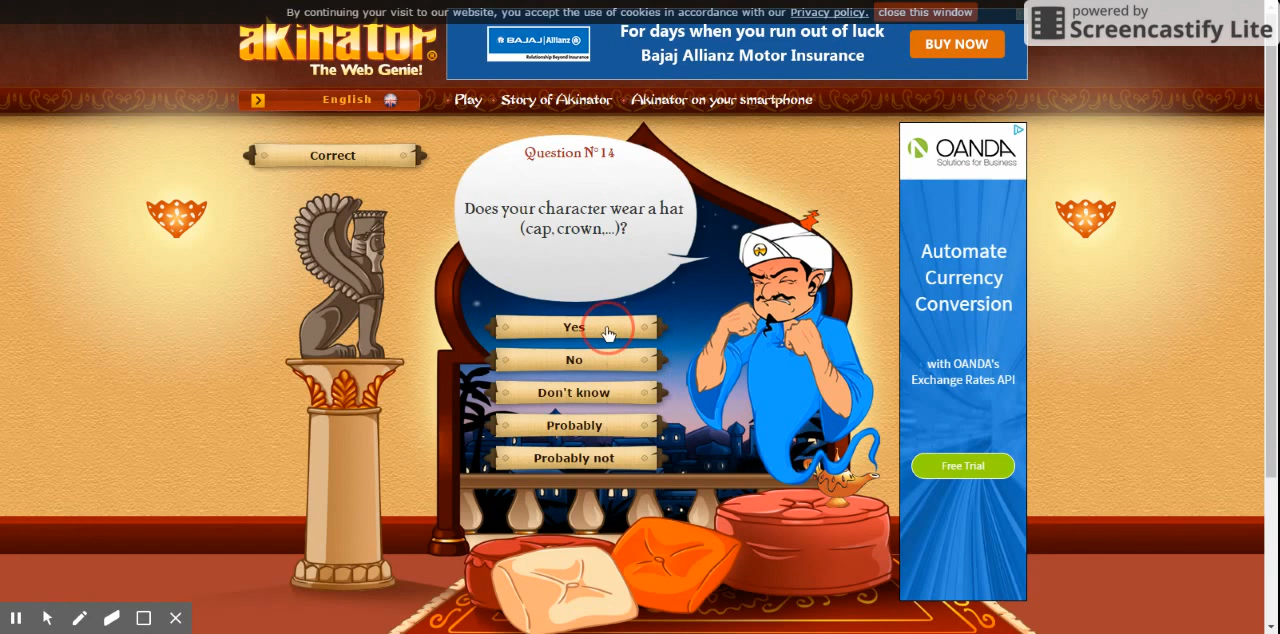 By continuing your visit to our website, you accept the use of cookies in accordance with our Privacy policy. close this window
powered by
Screencastify Lite
akinator®
The Web Genie!
BAJAJ Allianz
Relationship Beyond Insurance
For days when you run out of luck
Bajaj Allianz Motor Insurance
BUY NOW
English
Play
Story of Akinator
Akinator on your smartphone
Correct
Question N°14
Does your character wear a hat
(cap, crown,...)?
Yes
No
Don't know
Probably
Probably not
OANDA
Solutions for Business
Automate
Currency
Conversion
with OANDA's
Exchange Rates API
Free Trial